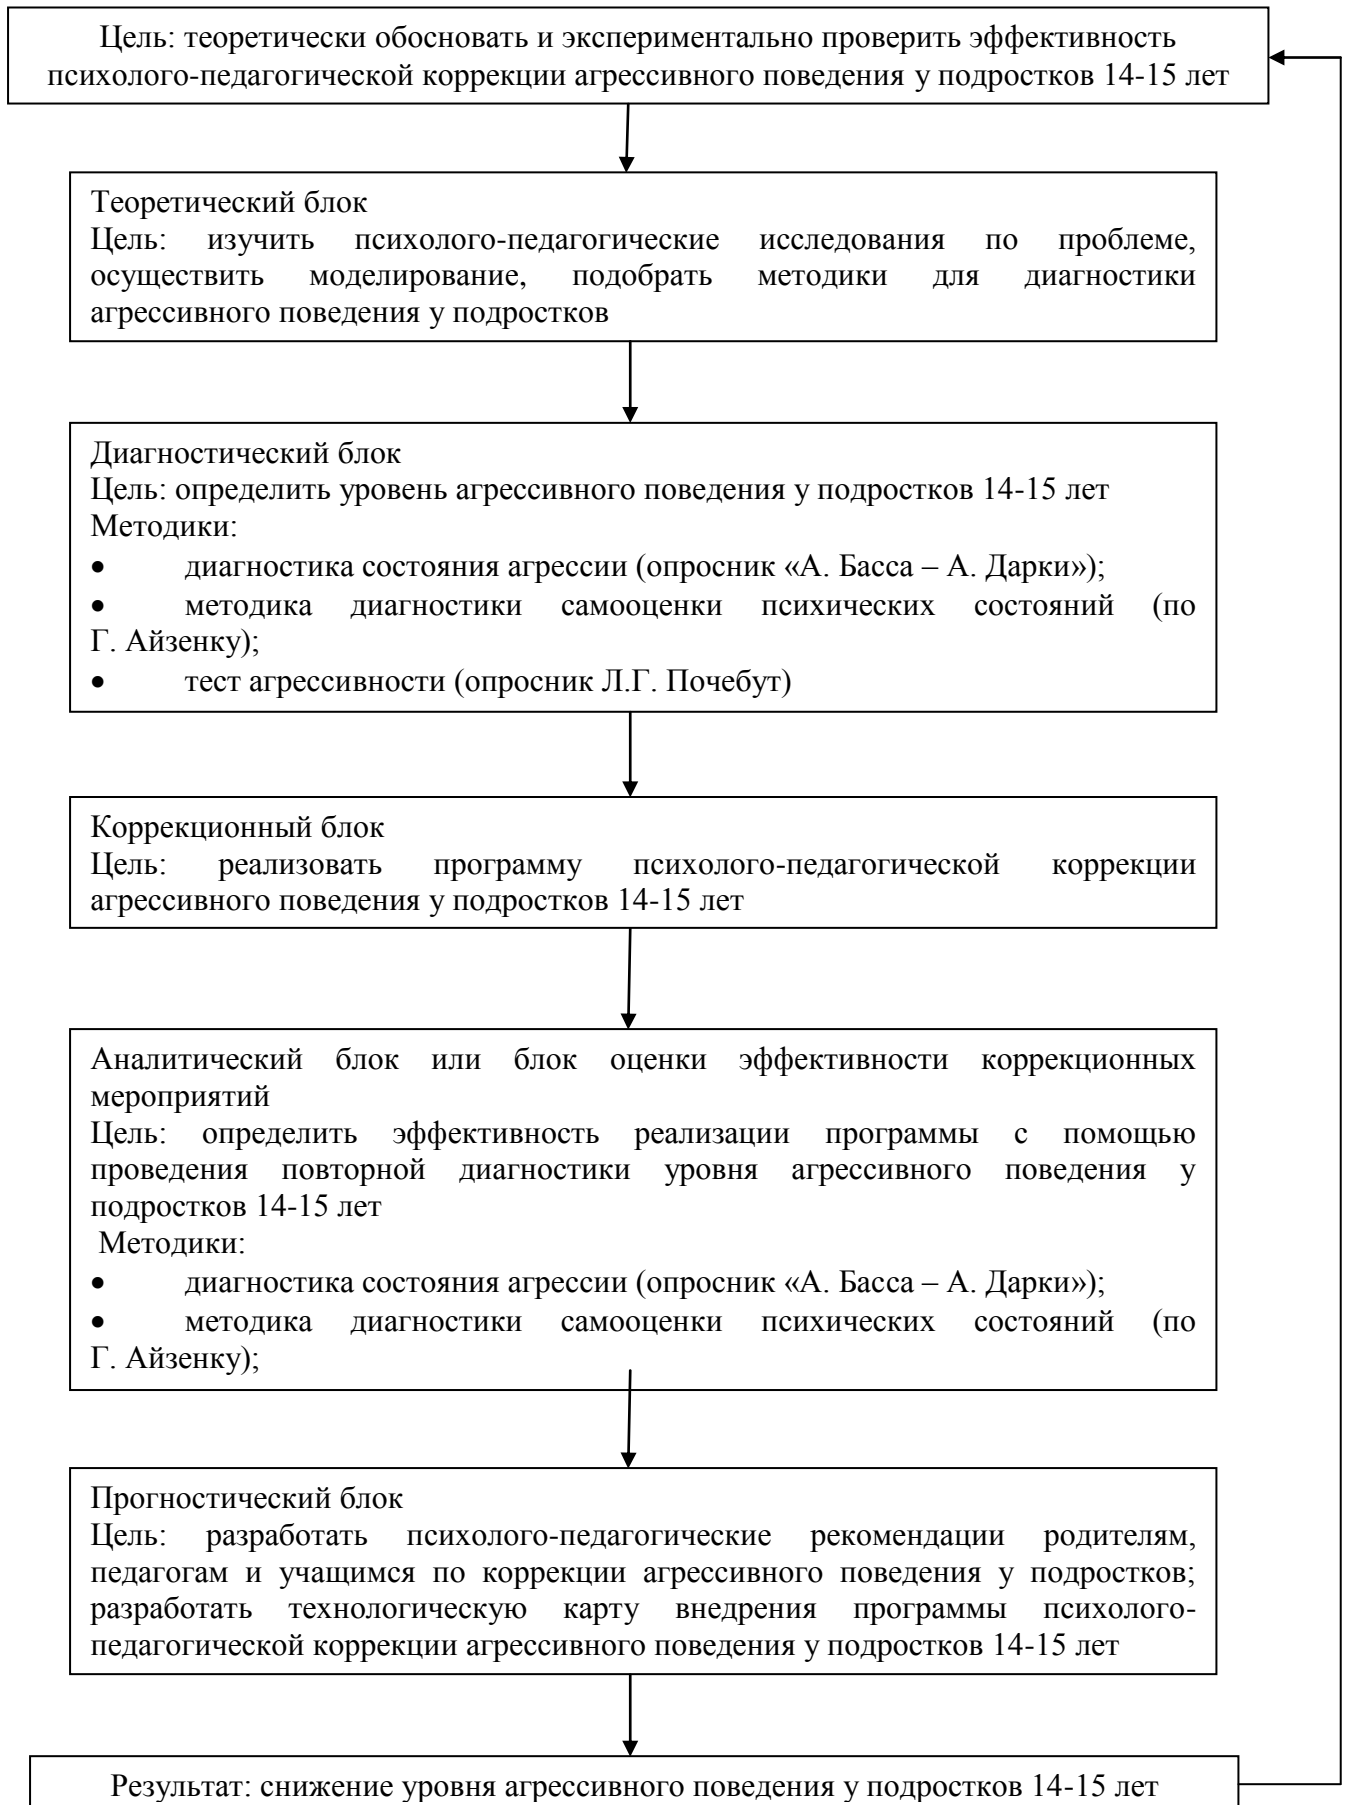 Цель: теоретически обосновать и экспериментально проверить эффективность
психолого-педагогической коррекции агрессивного поведения у подростков 14-15 лет
Теоретический блок
Цель: изучить психолого-педагогические исследования по проблеме,
осуществить моделирование, подобрать методики для диагностики
агрессивного поведения у подростков
Диагностический блок
Цель: определить уровень агрессивного поведения у подростков 14-15 лет
Методики:
• диагностика состояния агрессии (опросник «А. Басса – А. Дарки»);
• методика диагностики самооценки психических состояний (по
Г. Айзенку);
• тест агрессивности (опросник Л.Г. Почебут)
Коррекционный блок
Цель: реализовать программу психолого-педагогической коррекции
агрессивного поведения у подростков 14-15 лет
Аналитический блок или блок оценки эффективности коррекционных
мероприятий
Цель: определить эффективность реализации программы с помощью
проведения повторной диагностики уровня агрессивного поведения у
подростков 14-15 лет
Методики:
• диагностика состояния агрессии (опросник «А. Басса – А. Дарки»);
• методика диагностики самооценки психических состояний (по
Г. Айзенку);
Прогностический блок
Цель: разработать психолого-педагогические рекомендации родителям,
педагогам и учащимся по коррекции агрессивного поведения у подростков;
разработать технологическую карту внедрения программы психолого-
педагогической коррекции агрессивного поведения у подростков 14-15 лет
Результат: снижение уровня агрессивного поведения у подростков 14-15 лет